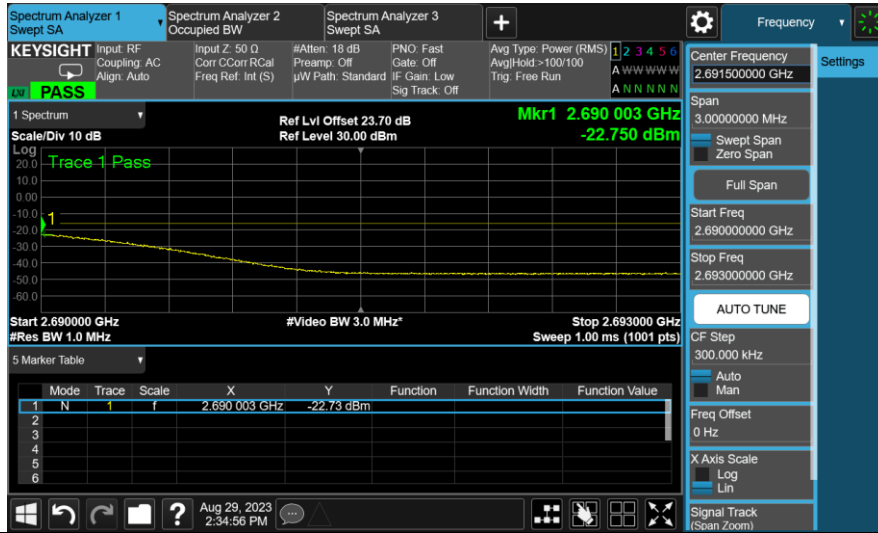 Spectrum Analyzer 1
Swept SA
Spectrum Analyzer 2
Occupied BW
Spectrum Analyzer 3
Swept SA
+
Frequency
KEYSIGHT
LXI PASS
Input: RF
Coupling: AC
Align: Auto
Input Z: 50 Ω
Corr CCorr RCal
Freq Ref: Int (S)
#Atten: 18 dB
Preamp: Off
µW Path: Standard
PNO: Fast
Gate: Off
IF Gain: Low
Sig Track: Off
Avg Type: Power (RMS)
Avg|Hold:>100/100
Trig: Free Run
1 2 3 4 5 6
A W W W W W
A N N N N N
1 Spectrum
Scale/Div 10 dB
Ref Lvl Offset 23.70 dB
Ref Level 30.00 dBm
Mkr1 2.690 003 GHz
-22.750 dBm
Log
Trace 1 Pass
20.0
10.0
0.00
-10.0
-20.0
-30.0
-40.0
-50.0
-60.0
1
Start 2.690000 GHz
#Res BW 1.0 MHz
#Video BW 3.0 MHz*
Stop 2.693000 GHz
Sweep 1.00 ms (1001 pts)
5 Marker Table
Mode Trace Scale X Y Function Function Width Function Value
1 N 1 f 2.690 003 GHz -22.73 dBm
2
3
4
5
6
Aug 29, 2023
2:34:56 PM
?
Center Frequency
2.691500000 GHz
Settings
Span
3.00000000 MHz
Swept Span
Zero Span
Full Span
Start Freq
2.690000000 GHz
Stop Freq
2.693000000 GHz
AUTO TUNE
CF Step
300.000 kHz
Auto
Man
Freq Offset
0 Hz
X Axis Scale
Log
Lin
Signal Track
(Span Zoom)